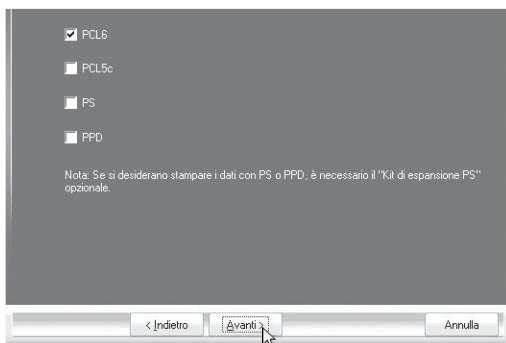 PCL6
PCL5c
PS
PPD
Nota: Se si desiderano stampare i dati con PS o PPD, è necessario il "Kit di espansione PS"
opzionale.
< Indietro
Avanti >
Annulla